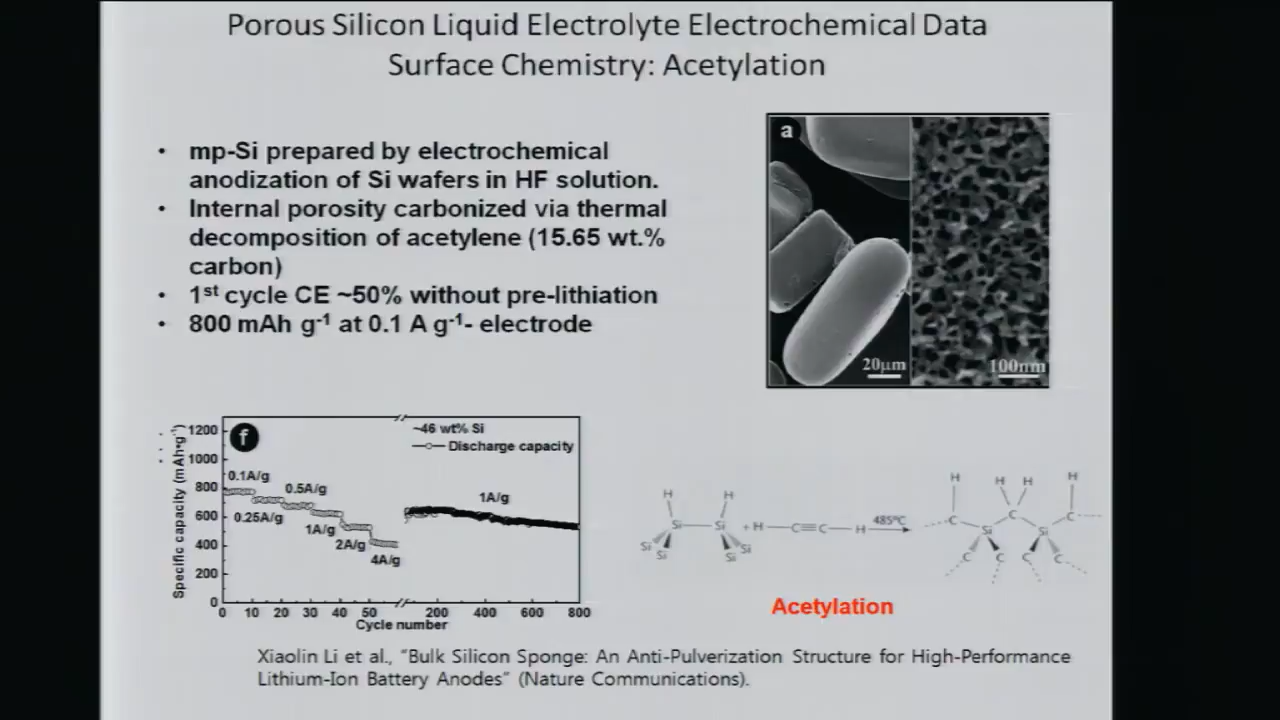 Porous Silicon Liquid Electrolyte Electrochemical Data
Surface Chemistry: Acetylation
• mp-Si prepared by electrochemical
anodization of Si wafers in HF solution.
• Internal porosity carbonized via thermal
decomposition of acetylene (15.65 wt.%
carbon)
• 1st cycle CE ~50% without pre-lithiation
• 800 mAh g-1 at 0.1 A g-1- electrode
a
20μm
100nm
f
~46 wt% Si
Discharge capacity
Specific capacity (mAh•g-1)
1200
1000
800
600
400
200
0
0.1A/g
0.25A/g
0.5A/g
1A/g
2A/g
4A/g
1A/g
0 10 20 30 40 50 200 400 600 800
Cycle number
H H
Si Si + H C≡C H 485°C
Si Si Si Si
H H H H
C C C
Si Si
C C C C
Acetylation
Xiaolin Li et al., "Bulk Silicon Sponge: An Anti-Pulverization Structure for High-Performance
Lithium-Ion Battery Anodes" (Nature Communications).